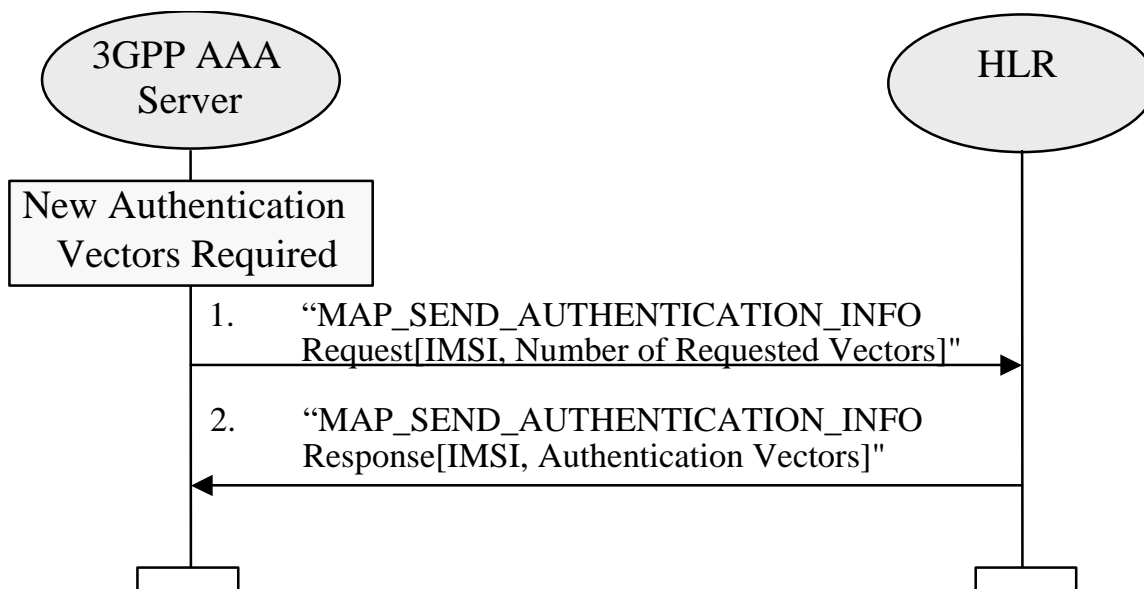 3GPP AAA
Server
HLR
New Authentication
Vectors Required
1. “MAP_SEND_AUTHENTICATION_INFO
Request[IMSI, Number of Requested Vectors]"
2. “MAP_SEND_AUTHENTICATION_INFO
Response[IMSI, Authentication Vectors]"